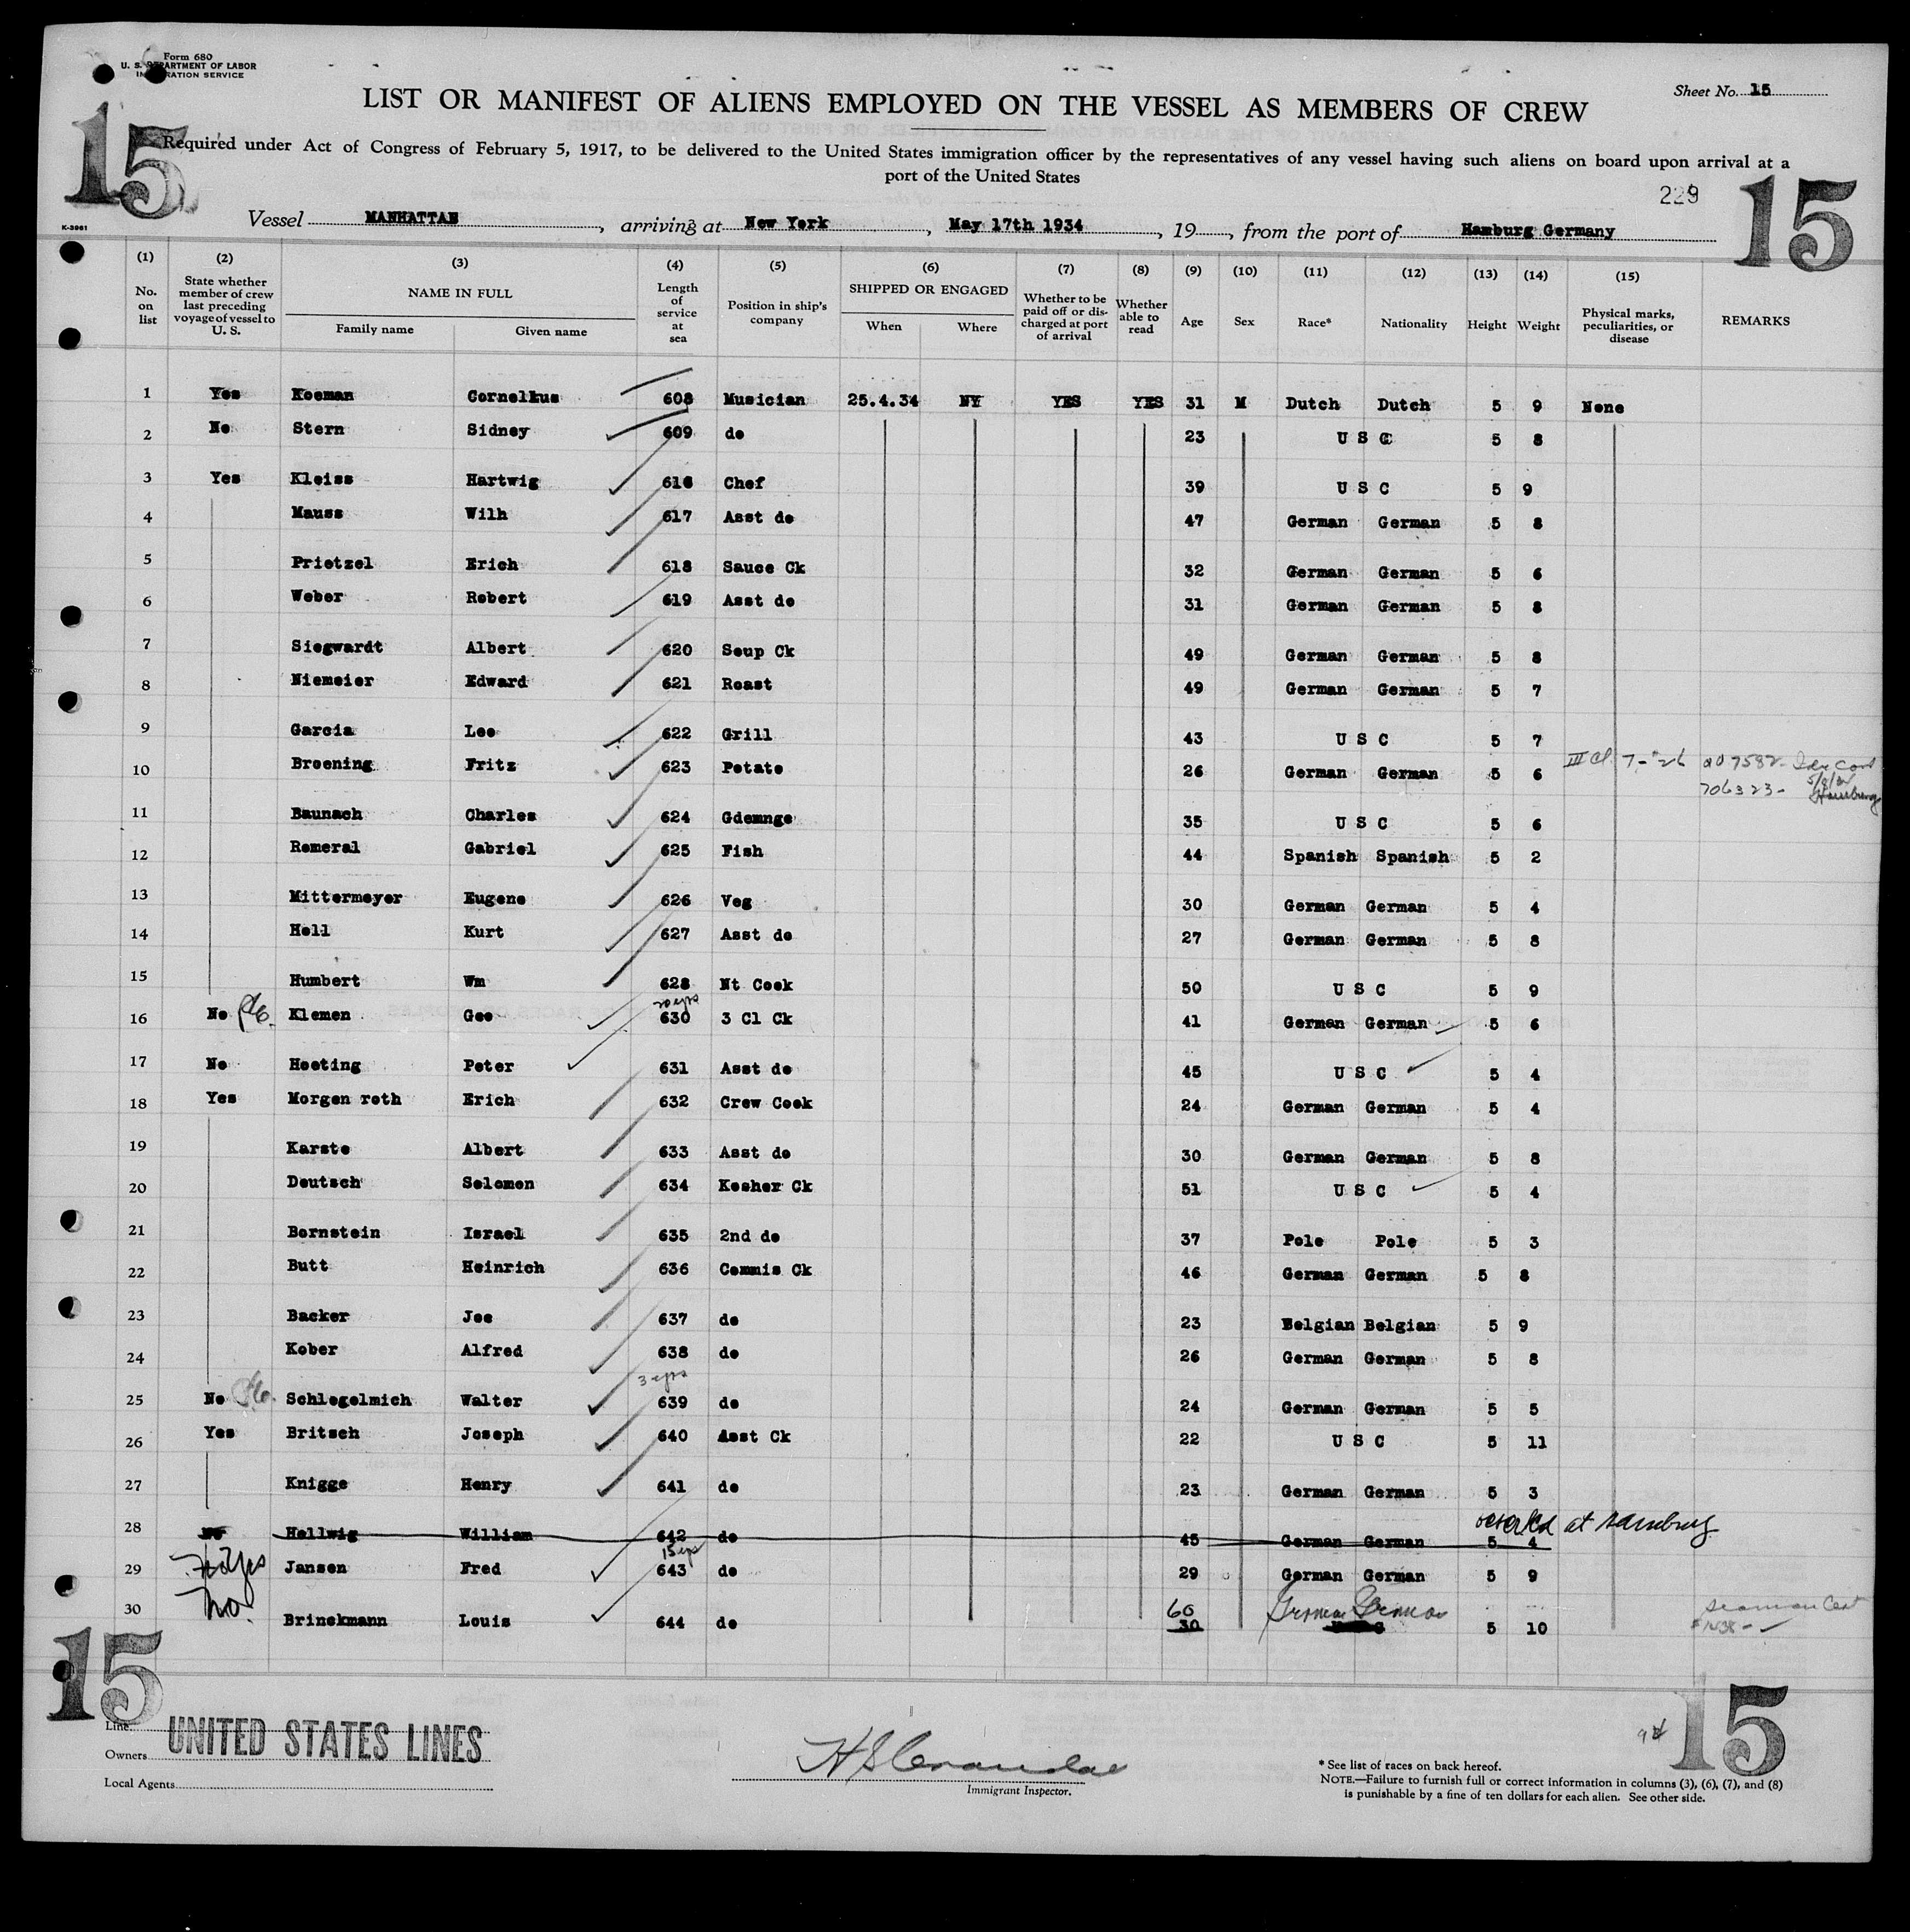 Form 680
U. S. DEPARTMENT OF LABOR
IMMIGRATION SERVICE
Sheet No. 15
LIST OR MANIFEST OF ALIENS EMPLOYED ON THE VESSEL AS MEMBERS OF CREW
15
Required under Act of Congress of February 5, 1917, to be delivered to the United States immigration officer by the representatives of any vessel having such aliens on board upon arrival at a
port of the United States
229
15
Vessel MANHATTAN, arriving at New York, May 17th 1934, 19, from the port of Hamburg Germany
K-3981
(1) (2) (3) (4) (5) (6) (7) (8) (9) (10) (11) (12) (13) (14) (15)
No. on list
State whether member of crew last preceding voyage of vessel to U. S.
NAME IN FULL
Family name Given name
Length of service at sea
Position in ship's company
SHIPPED OR ENGAGED
When Where
Whether to be paid off or discharged at port of arrival
Whether able to read
Age Sex Race* Nationality Height Weight
Physical marks, peculiarities, or disease
REMARKS
1 Yes Koeman Cornelkus 608 Musician 25.4.34 NY YES YES 31 M Dutch Dutch 5 9 None
2 No Stern Sidney 609 do 23 U S C 5 8
3 Yes Kleiss Hartwig 616 Chef 39 U S C 5 9
4 Mauss Wilh 617 Asst do 47 German German 5 8
5 Prietzel Erich 618 Sauce Ck 32 German German 5 6
6 Weber Robert 619 Asst do 31 German German 5 8
7 Siegwardt Albert 620 Soup Ck 49 German German 5 8
8 Niemeier Edward 621 Roast 49 German German 5 7
9 Garcia Leo 622 Grill 43 U S C 5 7
10 Broening Fritz 623 Potato 26 German German 5 6 III Cl. 7-"26
706323- Hamburg
11 Baunach Charles 624 Gdemnge 35 U S C 5 6
12 Romeral Gabriel 625 Fish 44 Spanish Spanish 5 2
13 Mittermeyer Eugene 626 Veg 30 German German 5 4
14 Holl Kurt 627 Asst do 27 German German 5 8
15 Humbert Wm 628 Nt Cook 50 U S C 5 9
20 yrs
16 No Klemen Geo 630 3 Cl Ck 41 German German 5 6
17 No Hoeting Peter 631 Asst do 45 U S C 5 4
18 Yes Morgen roth Erich 632 Crew Cook 24 German German 5 4
19 Karste Albert 633 Asst do 30 German German 5 8
20 Deutsch Solomon 634 Kosher Ck 51 U S C 5 4
21 Bornstein Israel 635 2nd do 37 Pole Pole 5 3
22 Butt Heinrich 636 Commis Ck 46 German German 5 8
23 Backer Joe 637 do 23 Belgian Belgian 5 9
24 Kober Alfred 638 do 26 German German 5 8
3 yrs
25 No Schlegelmich Walter 639 do 24 German German 5 5
26 Yes Britsch Joseph 640 Asst Ck 22 U S C 5 11
27 Knigge Henry 641 do 23 German German 5 3
at Hamburg
28 No Hellwig William 642 do 45 German German 5 4
15 yrs
29 Jansen Fred 643 do 29 German German 5 9
60 German German Seaman Cert
30 No. Brinckmann Louis 644 do 30 5 10
15
Line
Owners UNITED STATES LINES
Local Agents
Immigrant Inspector.
15
* See list of races on back hereof.
NOTE.—Failure to furnish full or correct information in columns (3), (6), (7), and (8)
is punishable by a fine of ten dollars for each alien. See other side.